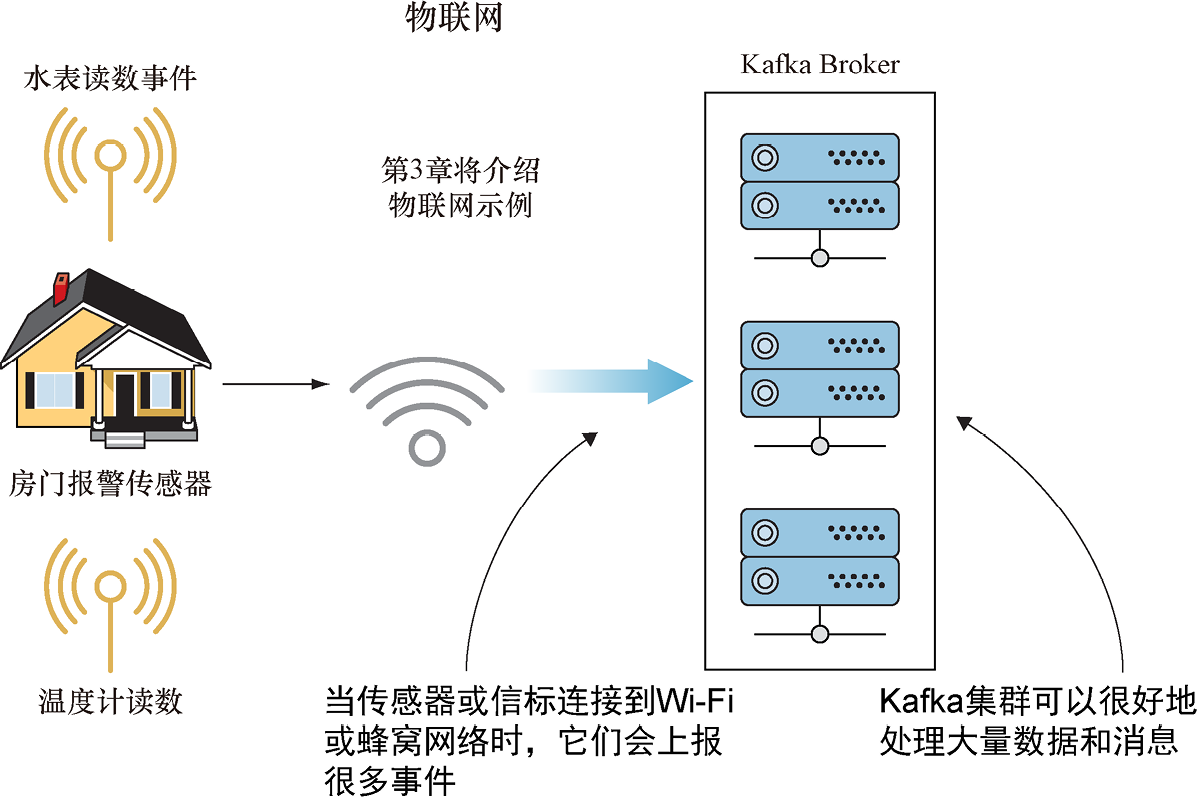 物联网
水表读数事件
Kafka Broker
第3章将介绍
物联网示例
房门报警传感器
温度计读数
当传感器或信标连接到Wi-Fi
或蜂窝网络时，它们会上报
很多事件
Kafka集群可以很好地
处理大量数据和消息